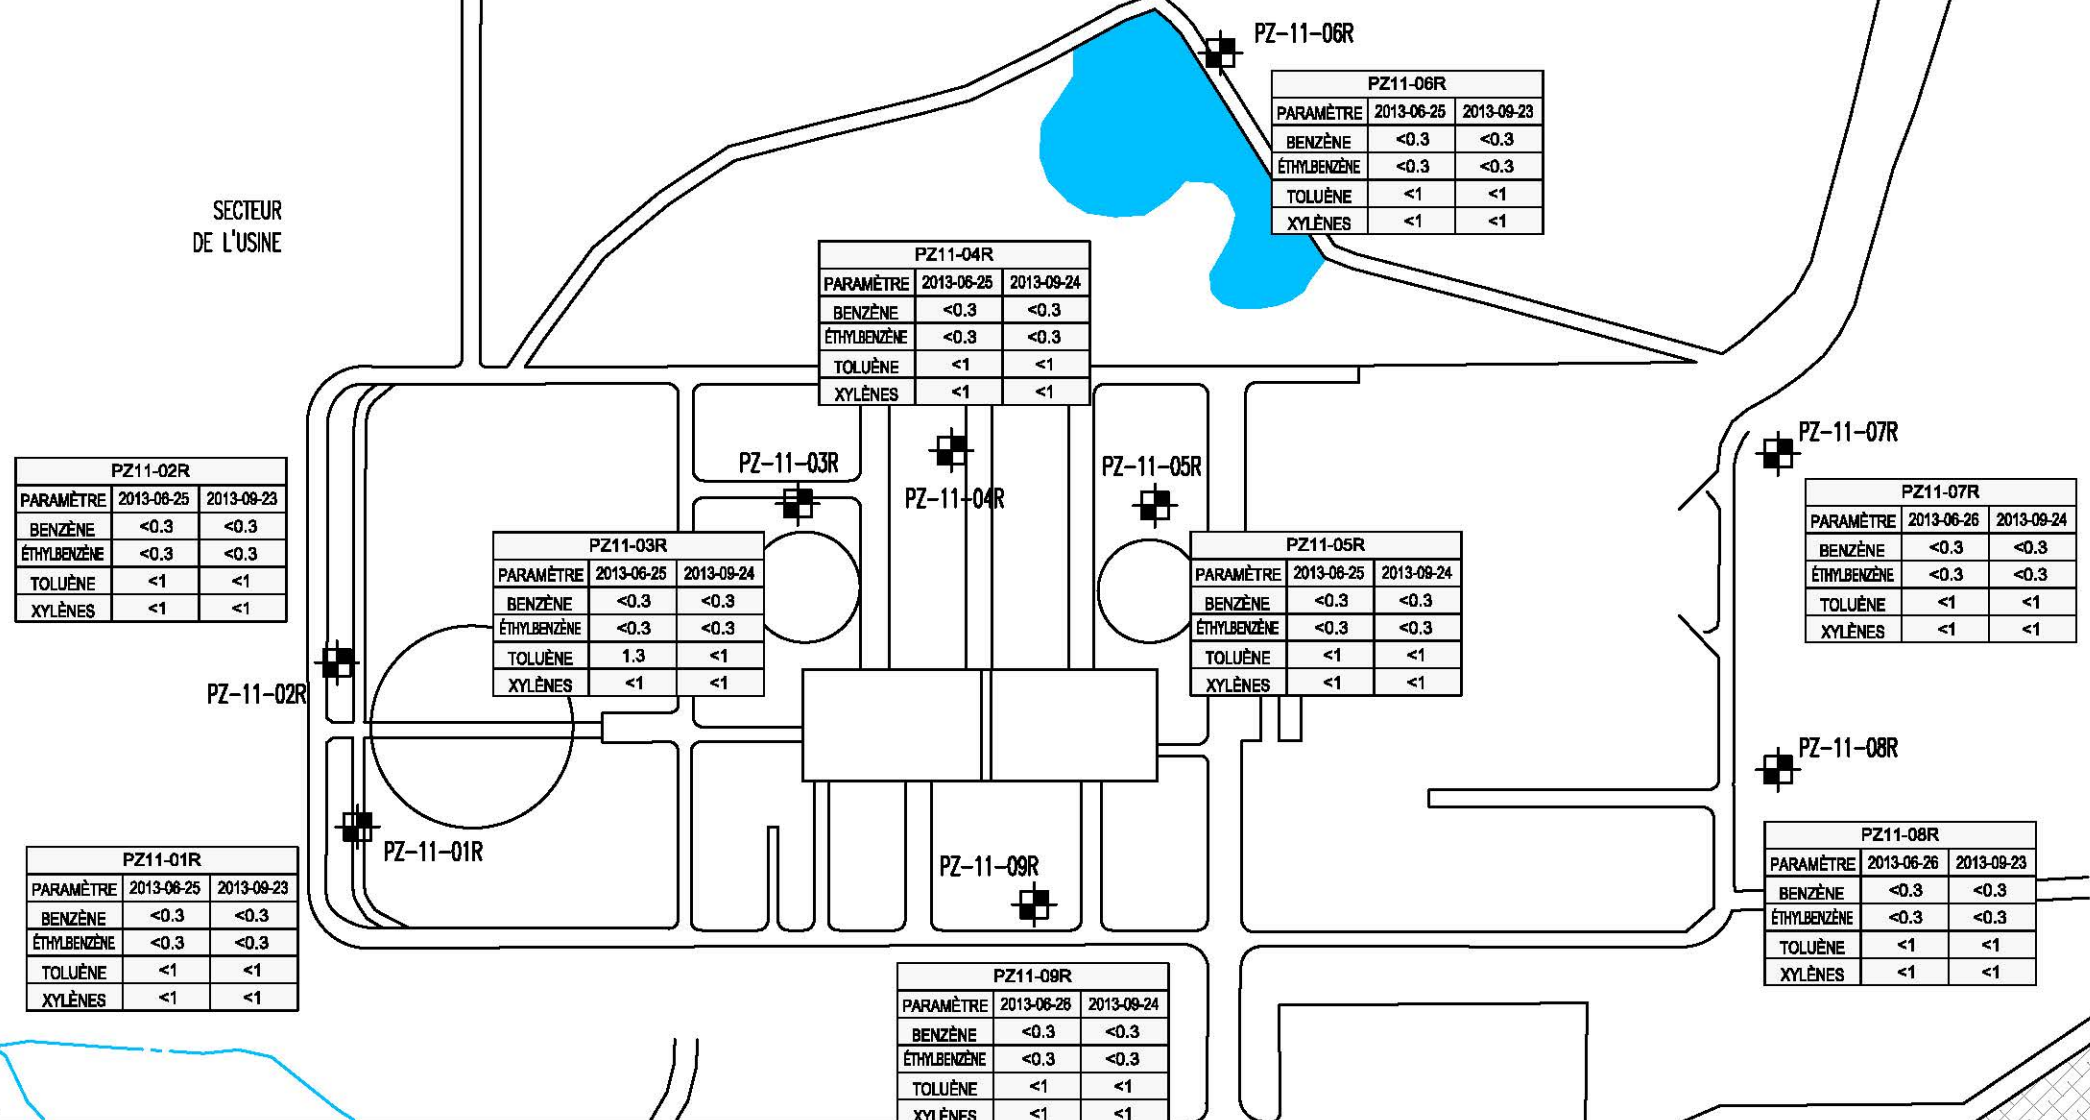 PZ-11-06R
PZ11-06R
PARAMÈTRE 2013-06-25 2013-09-23
BENZÈNE <0.3 <0.3
ÉTHYLBENZÈNE <0.3 <0.3
TOLUÈNE <1 <1
XYLÈNES <1 <1
SECTEUR
DE L'USINE
PZ11-04R
PARAMÈTRE 2013-06-25 2013-09-24
BENZÈNE <0.3 <0.3
ÉTHYLBENZÈNE <0.3 <0.3
TOLUÈNE <1 <1
XYLÈNES <1 <1
PZ-11-07R
PZ-11-03R
PZ-11-05R
PZ-11-04R
PZ11-02R
PARAMÈTRE 2013-06-25 2013-09-23
BENZÈNE <0.3 <0.3
ÉTHYLBENZÈNE <0.3 <0.3
TOLUÈNE <1 <1
XYLÈNES <1 <1
PZ11-07R
PARAMÈTRE 2013-06-26 2013-09-24
BENZÈNE <0.3 <0.3
ÉTHYLBENZÈNE <0.3 <0.3
TOLUÈNE <1 <1
XYLÈNES <1 <1
PZ11-03R
PARAMÈTRE 2013-06-25 2013-09-24
BENZÈNE <0.3 <0.3
ÉTHYLBENZÈNE <0.3 <0.3
TOLUÈNE 1.3 <1
XYLÈNES <1 <1
PZ11-05R
PARAMÈTRE 2013-06-25 2013-09-24
BENZÈNE <0.3 <0.3
ÉTHYLBENZÈNE <0.3 <0.3
TOLUÈNE <1 <1
XYLÈNES <1 <1
PZ-11-02R
PZ-11-08R
PZ-11-01R
PZ-11-09R
PZ11-01R
PARAMÈTRE 2013-06-25 2013-09-23
BENZÈNE <0.3 <0.3
ÉTHYLBENZÈNE <0.3 <0.3
TOLUÈNE <1 <1
XYLÈNES <1 <1
PZ11-08R
PARAMÈTRE 2013-06-26 2013-09-23
BENZÈNE <0.3 <0.3
ÉTHYLBENZÈNE <0.3 <0.3
TOLUÈNE <1 <1
XYLÈNES <1 <1
PZ11-09R
PARAMÈTRE 2013-06-26 2013-09-24
BENZÈNE <0.3 <0.3
ÉTHYLBENZÈNE <0.3 <0.3
TOLUÈNE <1 <1
XYLÈNES <1 <1